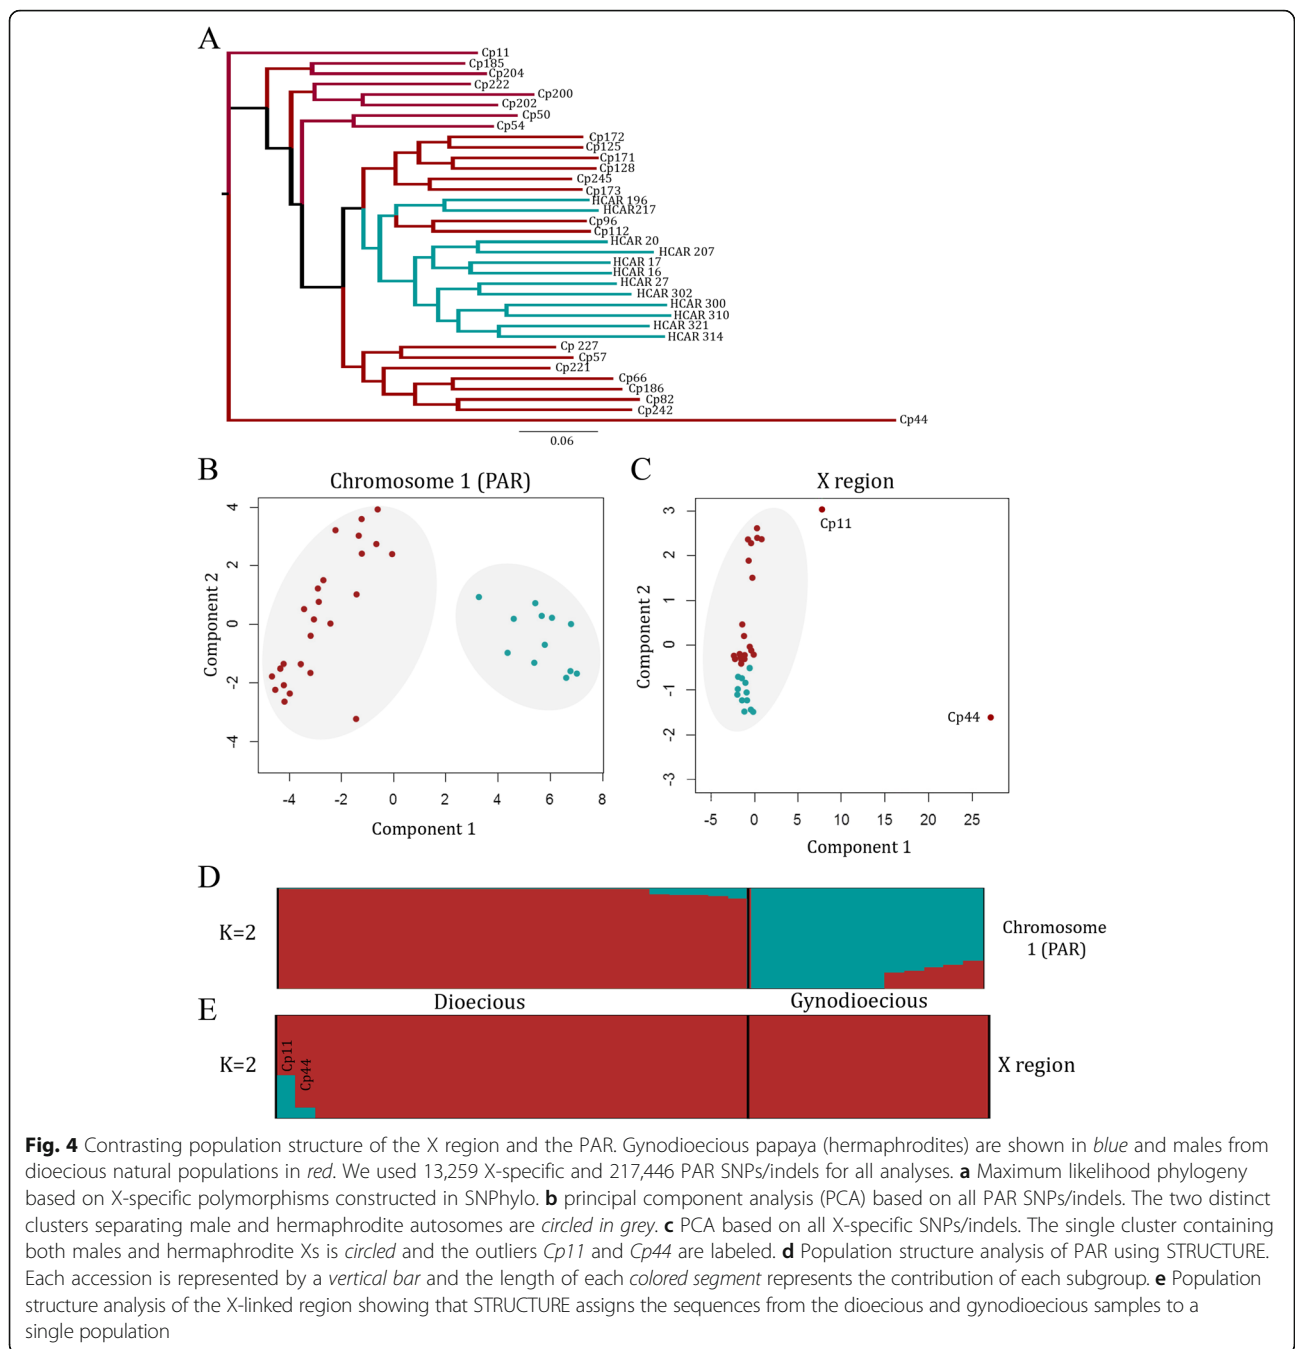 A
Cp11
Cp185
Cp204
Cp222
Cp200
Cp202
Cp50
Cp54
Cp172
Cp125
Cp171
Cp128
Cp245
Cp173
HCAR 196
HCAR217
Cp96
Cp112
HCAR 20
HCAR 207
HCAR 17
HCAR 16
HCAR 27
HCAR 302
HCAR 300
HCAR 310
HCAR 321
HCAR 314
Cp 227
Cp57
Cp221
Cp66
Cp186
Cp82
Cp242
Cp44
0.06
B
Chromosome 1 (PAR)
Component 2
4
2
0
-2
-4
-4 -2 0 2 4 6 8
Component 1
C
X region
Component 2
3
2
1
0
-1
-2
-3
Cp11
Cp44
-5 0 5 10 15 20 25
Component 1
D
K=2
Chromosome
1 (PAR)
Dioecious Gynodioecious
E
K=2
Cp11
Cp44
X region
Fig. 4 Contrasting population structure of the X region and the PAR. Gynodioecious papaya (hermaphrodites) are shown in blue and males from
dioecious natural populations in red. We used 13,259 X-specific and 217,446 PAR SNPs/indels for all analyses. a Maximum likelihood phylogeny
based on X-specific polymorphisms constructed in SNPhylo. b principal component analysis (PCA) based on all PAR SNPs/indels. The two distinct
clusters separating male and hermaphrodite autosomes are circled in grey. c PCA based on all X-specific SNPs/indels. The single cluster containing
both males and hermaphrodite Xs is circled and the outliers Cp11 and Cp44 are labeled. d Population structure analysis of PAR using STRUCTURE.
Each accession is represented by a vertical bar and the length of each colored segment represents the contribution of each subgroup. e Population
structure analysis of the X-linked region showing that STRUCTURE assigns the sequences from the dioecious and gynodioecious samples to a
single population